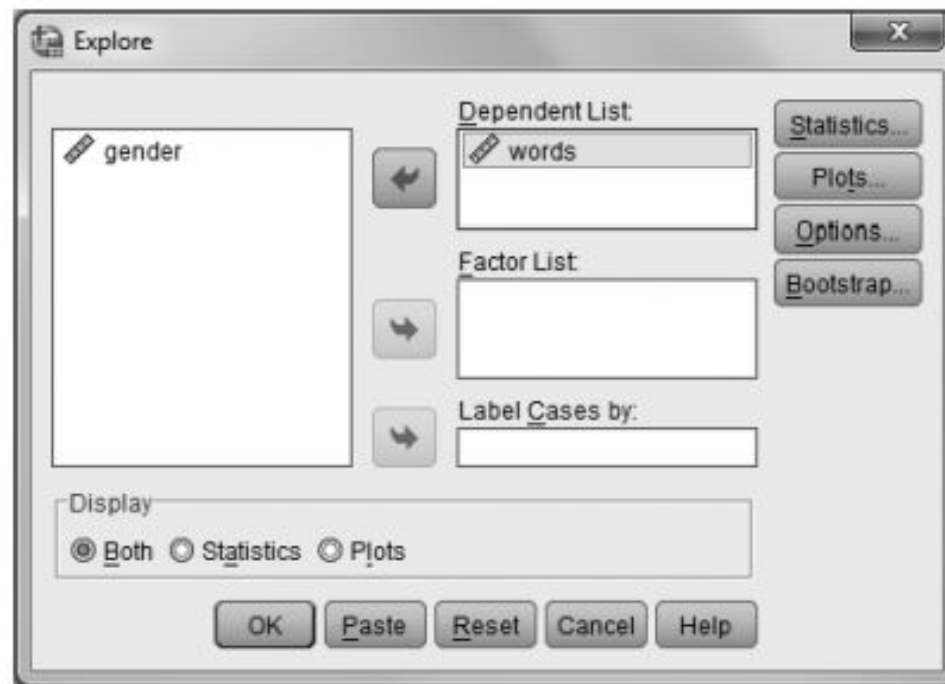 Explore
gender
Dependent List:
words
Factor List:
Label Cases by:
Statistics...
Plots...
Options...
Bootstrap...
Display
Both Statistics Plots
OK Paste Reset Cancel Help